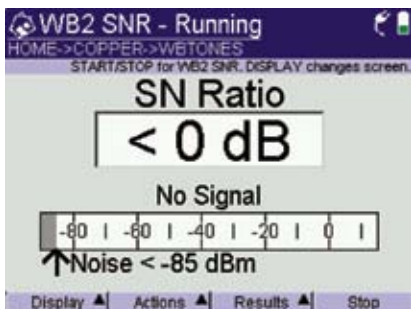 WB2 SNR - Running
HOME->COPPER->WBTONES
START/STOP for WB2 SNR. DISPLAY changes screen.
SN Ratio
< 0 dB
No Signal
-80 | -60 | -40 | -20 | 0 |
Noise < -85 dBm
Display Actions Results Stop